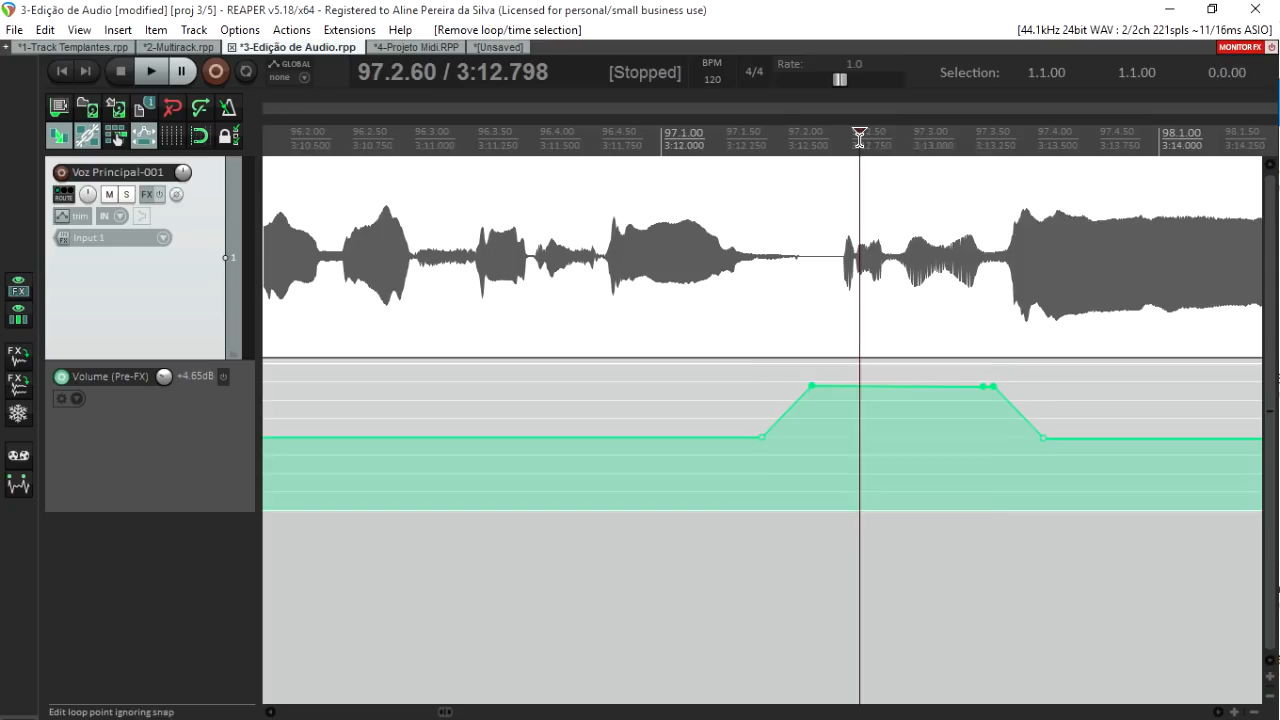 3-Edição de Audio [modified] [proj 3/5] - REAPER v5.18/x64 - Registered to Aline Pereira da Silva (Licensed for personal/small business use)
File Edit View Insert Item Track Options Actions Extensions Help [Remove loop/time selection] [44.1kHz 24bit WAV : 2/2ch 221spls ~11/16ms ASIO]
*1-Track Templantes.rpp *2-Multirack.rpp *3-Edição de Audio.rpp *4-Projeto Midi.RPP *[Unsaved] MONITOR FX
GLOBAL none 97.2.60 / 3:12.798 [Stopped] BPM 120 4/4 Rate: 1.0 Selection: 1.1.00 1.1.00 0.0.00
96.2.00 96.2.50 96.3.00 96.3.50 96.4.00 96.4.50 97.1.00 97.1.50 97.2.00 97.3.00 97.3.50 97.4.00 97.4.50 98.1.00 98.1.50
3:10.500 3:10.750 3:11.000 3:11.250 3:11.500 3:11.750 3:12.000 3:12.250 3:12.500 3:13.000 3:13.250 3:13.500 3:13.750 3:14.000 3:14.250
Voz Principal-001
ROUTE M S FX
trim IN
1
Input 1
Volume (Pre-FX) +4.65dB
FX
FX
FX
Edit loop point ignoring snap